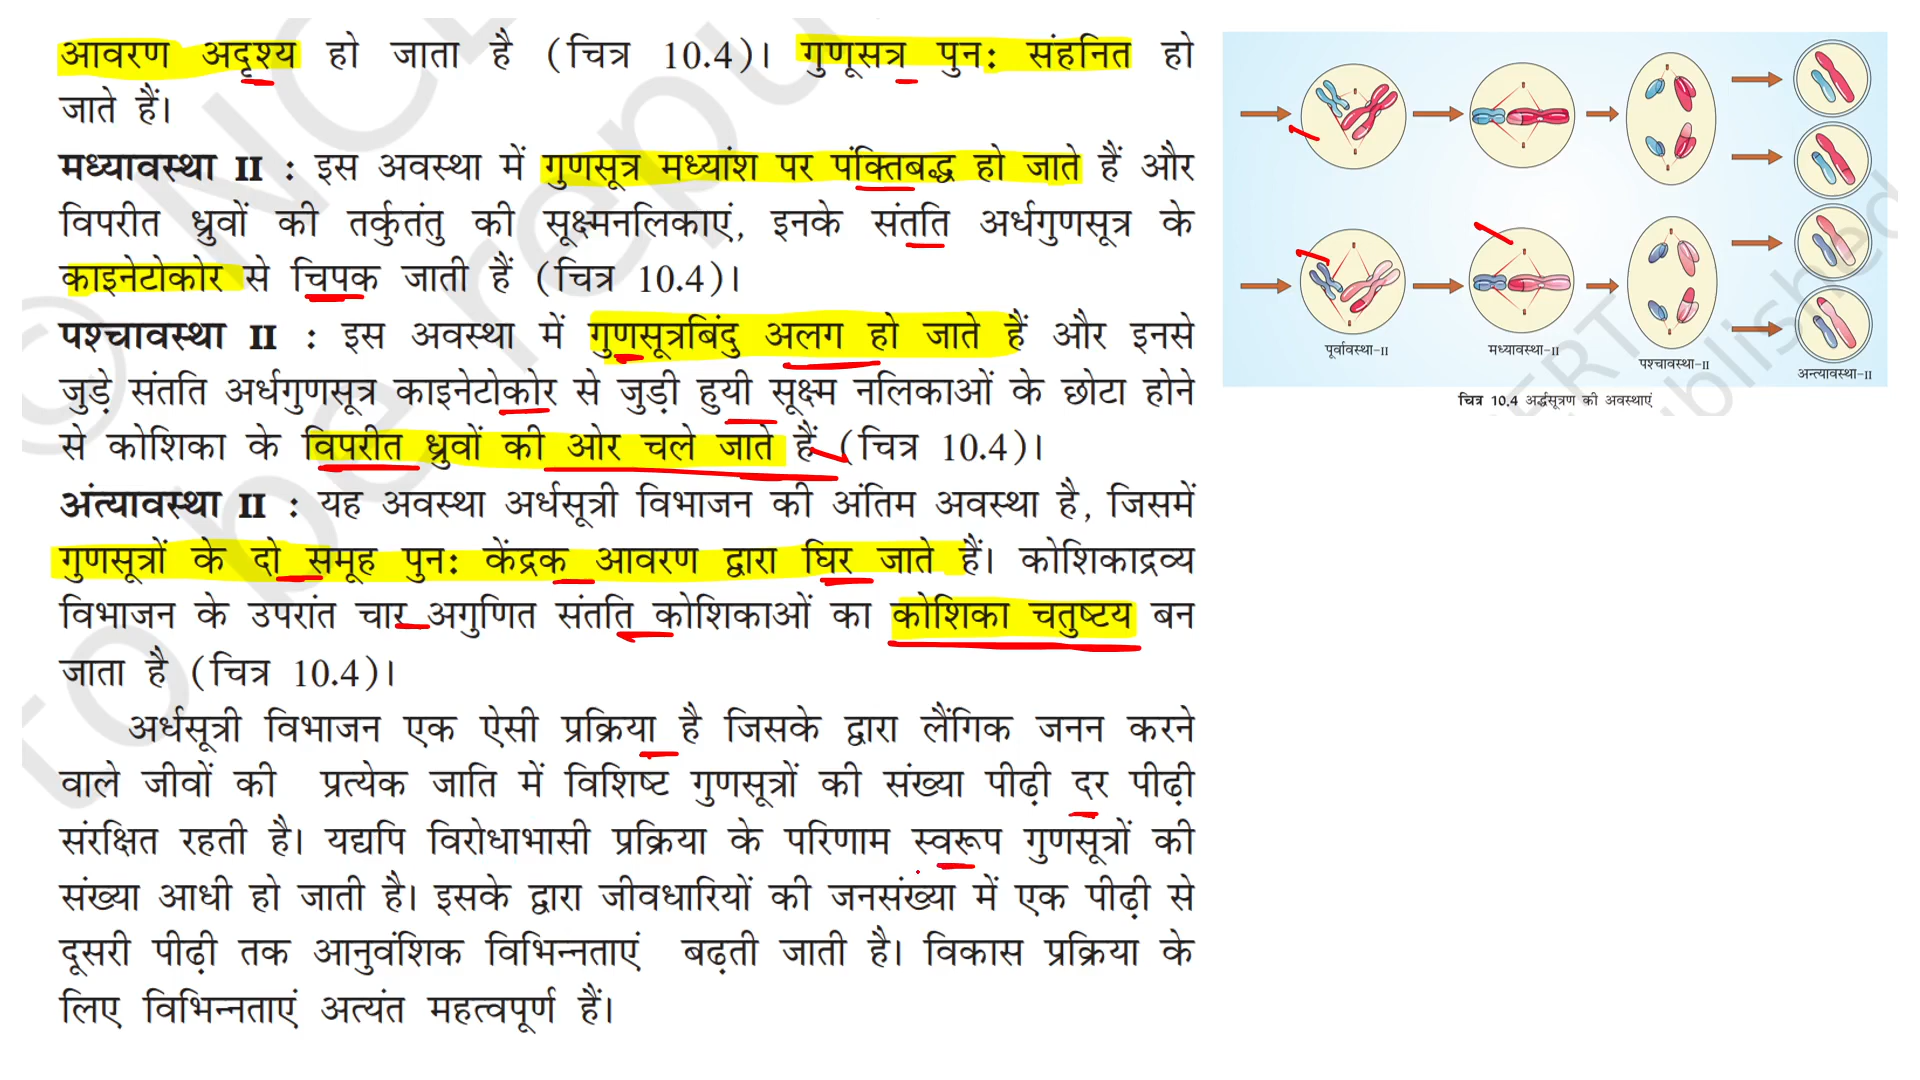 आवरण अदृश्य हो जाता है (चित्र 10.4)। गुणूसत्र पुन: संहनित हो
जाते हैं।
मध्यावस्था II : इस अवस्था में गुणसूत्र मध्यांश पर पंक्तिबद्ध हो जाते हैं और
विपरीत ध्रुवों की तर्कुतंतु की सूक्ष्मनलिकाएं, इनके संतति अर्धगुणसूत्र के
काइनेटोकोर से चिपक जाती हैं (चित्र 10.4)।
पश्चावस्था II : इस अवस्था में गुणसूत्रबिंदु अलग हो जाते हैं और इनसे
जुड़े संतति अर्धगुणसूत्र काइनेटोकोर से जुड़ी हुयी सूक्ष्म नलिकाओं के छोटा होने
से कोशिका के विपरीत ध्रुवों की ओर चले जाते हैं (चित्र 10.4)।
अंत्यावस्था II : यह अवस्था अर्धसूत्री विभाजन की अंतिम अवस्था है, जिसमें
गुणसूत्रों के दो समूह पुन: केंद्रक आवरण द्वारा घिर जाते हैं। कोशिकाद्रव्य
विभाजन के उपरांत चार अगुणित संतति कोशिकाओं का कोशिका चतुष्टय बन
जाता है (चित्र 10.4)।
अर्धसूत्री विभाजन एक ऐसी प्रक्रिया है जिसके द्वारा लैंगिक जनन करने
वाले जीवों की प्रत्येक जाति में विशिष्ट गुणसूत्रों की संख्या पीढ़ी दर पीढ़ी
संरक्षित रहती है। यद्यपि विरोधाभासी प्रक्रिया के परिणाम स्वरूप गुणसूत्रों की
संख्या आधी हो जाती है। इसके द्वारा जीवधारियों की जनसंख्या में एक पीढ़ी से
दूसरी पीढ़ी तक आनुवंशिक विभिन्नताएं बढ़ती जाती है। विकास प्रक्रिया के
लिए विभिन्नताएं अत्यंत महत्वपूर्ण हैं।
पूर्वावस्था-II
मध्यावस्था-II
पश्चावस्था-II
अन्त्यावस्था-II
चित्र 10.4 अर्द्धसूत्रण की अवस्थाएं